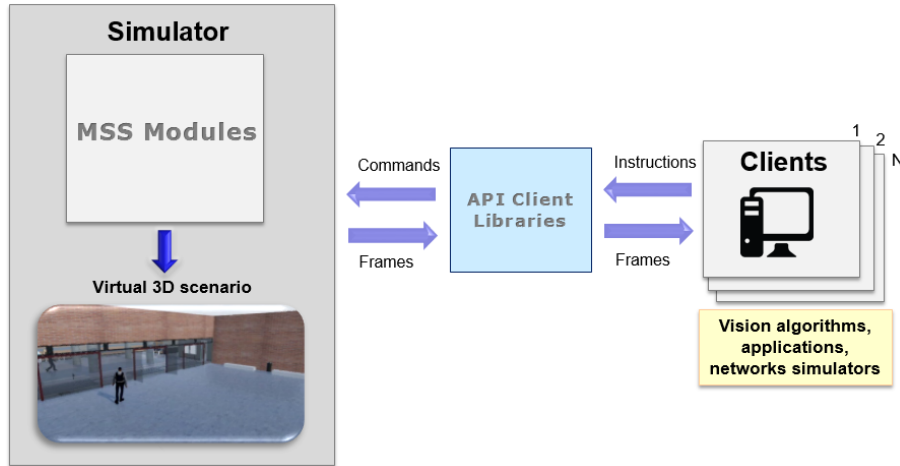 Simulator
MSS Modules
Virtual 3D scenario
Commands
Frames
API Client
Libraries
Instructions
Frames
1
2
N
Clients
Vision algorithms,
applications,
networks simulators